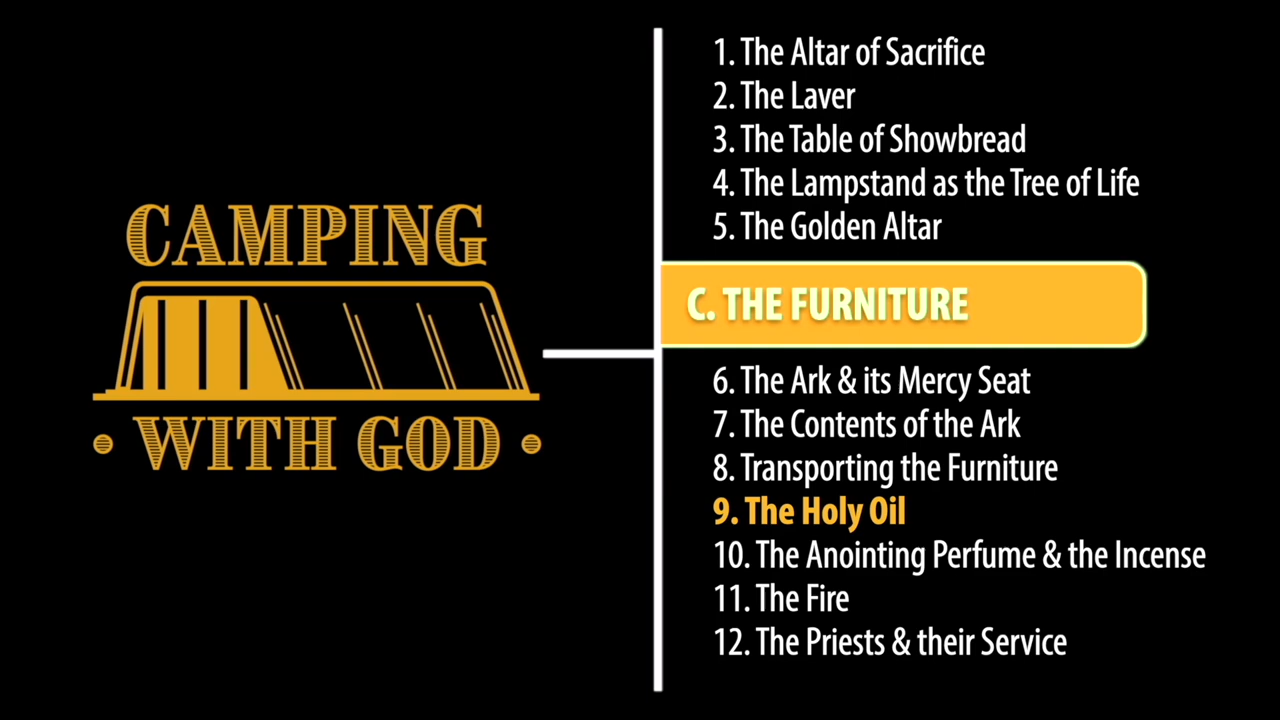 CAMPING
WITH GOD
1. The Altar of Sacrifice
2. The Laver
3. The Table of Showbread
4. The Lampstand as the Tree of Life
5. The Golden Altar
C. THE FURNITURE
6. The Ark & its Mercy Seat
7. The Contents of the Ark
8. Transporting the Furniture
9. The Holy Oil
10. The Anointing Perfume & the Incense
11. The Fire
12. The Priests & their Service